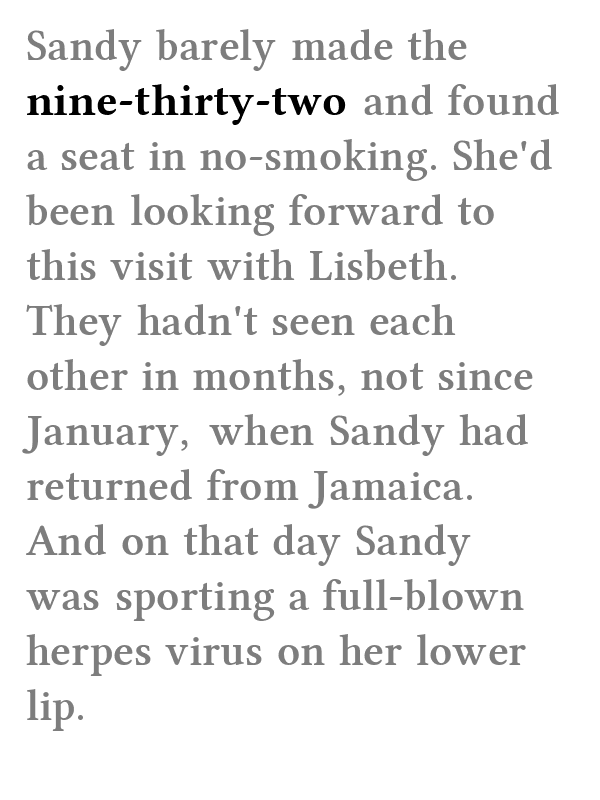 Sandy barely made the
nine-thirty-two and found
a seat in no-smoking. She'd
been looking forward to
this visit with Lisbeth.
They hadn't seen each
other in months, not since
January, when Sandy had
returned from Jamaica.
And on that day Sandy
was sporting a full-blown
herpes virus on her lower
lip.